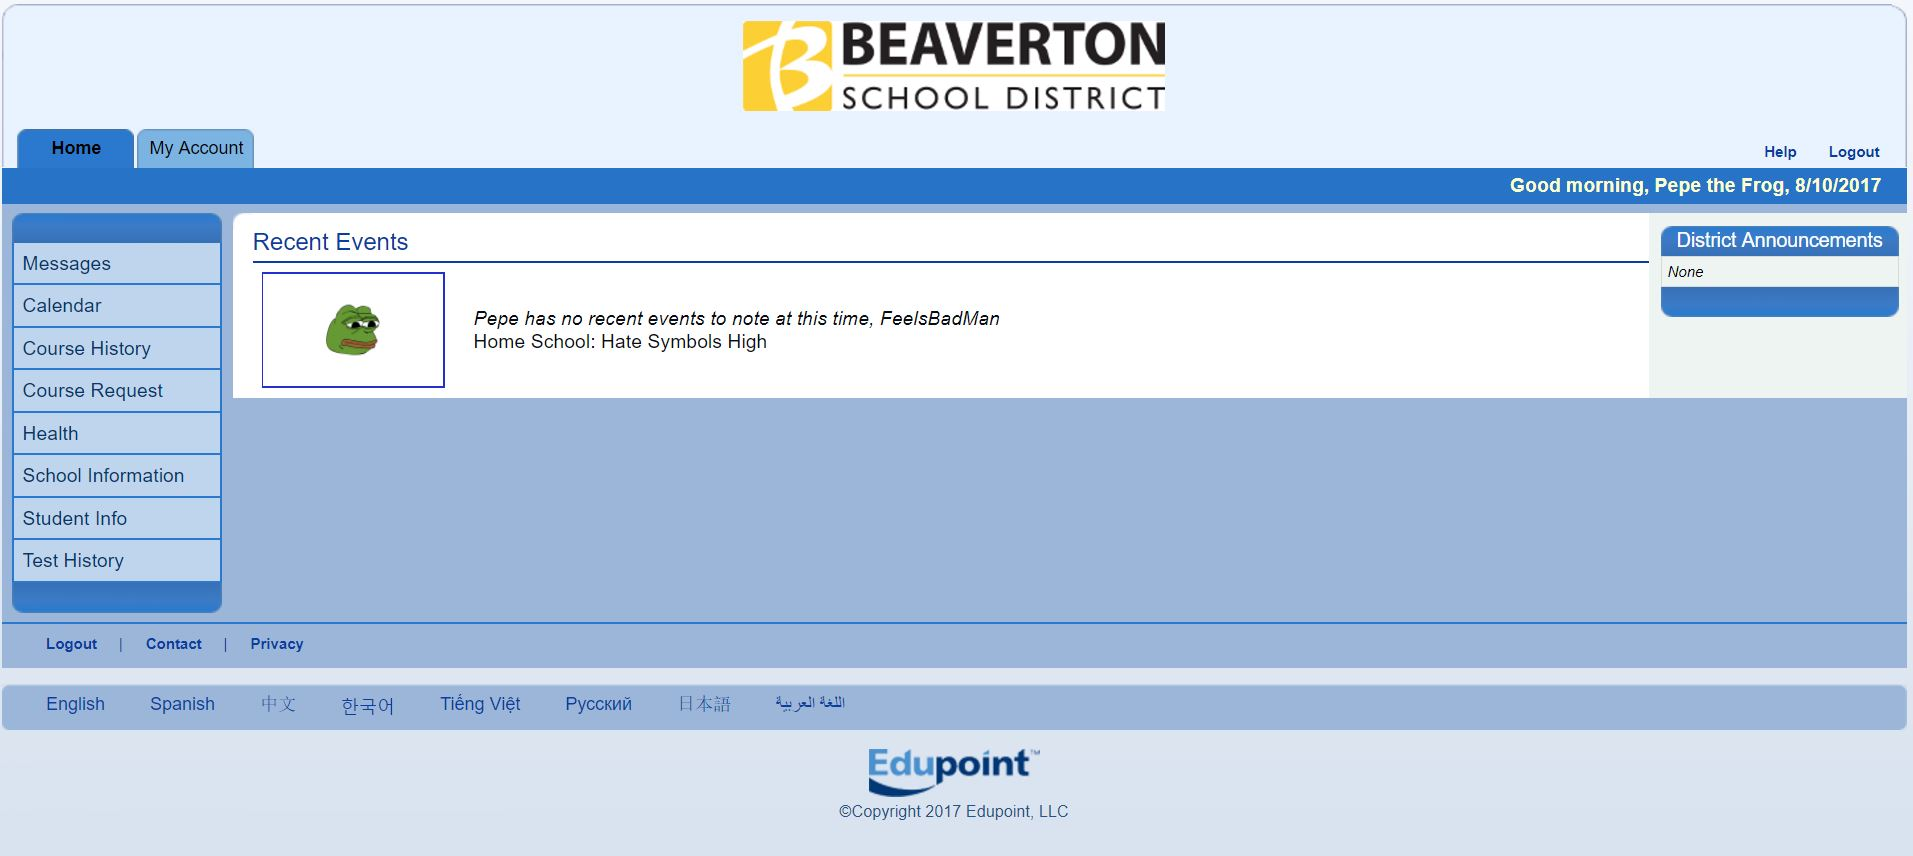 BEAVERTON
SCHOOL DISTRICT
Home
My Account
Help
Logout
Good morning, Pepe the Frog, 8/10/2017
Messages
Calendar
Course History
Course Request
Health
School Information
Student Info
Test History
Recent Events
Pepe has no recent events to note at this time, FeelsBadMan
Home School: Hate Symbols High
District Announcements
None
Logout | Contact | Privacy
English Spanish 中文 한국어 Tiếng Việt Русский 日本語 اللغة العربية
Edupoint™
©Copyright 2017 Edupoint, LLC